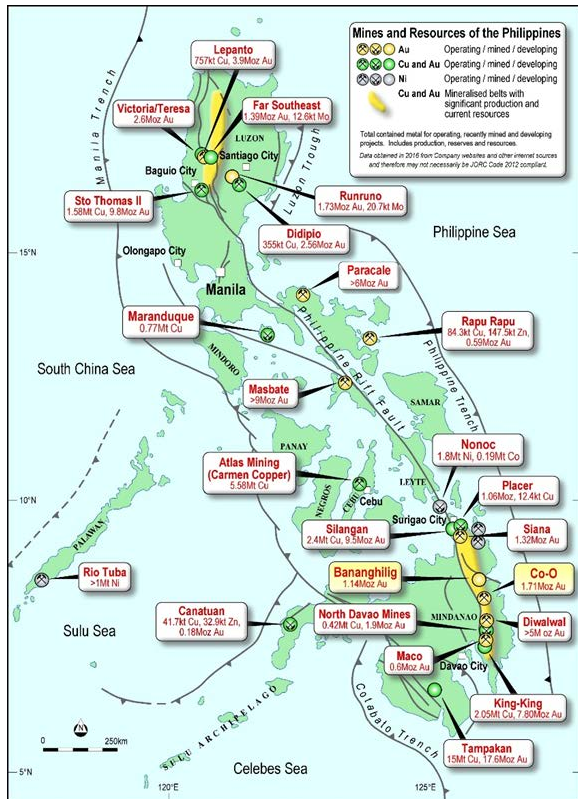 Mines and Resources of the Philippines
Au Operating / mined / developing
Cu and Au Operating / mined / developing
Ni Operating / mined / developing
Cu and Au Mineralised belts with
significant production and
current resources
Total contained metal for operating, recently mined and developing
projects. Includes production, reserves and resources.
Data obtained in 2016 from Company websites and other internet sources
and therefore may not necessarily be JORC Code 2012 compliant.
Lepanto
757kt Cu, 3.9Moz Au
Victoria/Teresa
2.6Moz Au
Far Southeast
1.39Moz Au, 12.6kt Mo
Manila Trench
LUZON
Santiago City
Baguio City
Luzon Trough
Sto Thomas II
1.58Mt Cu, 9.8Moz Au
Runruno
1.73Moz Au, 20.7kt Mo
Didipio
355kt Cu, 2.56Moz Au
Philippine Sea
15°N
Olongapo City
Manila
Paracale
>6Moz Au
Maranduque
0.77Mt Cu
Rapu Rapu
84.3kt Cu, 147.5kt Zn,
0.59Moz Au
Philippine Rift Fault
Philippine Trench
MINDORO
South China Sea
Masbate
>9Moz Au
SAMAR
PANAY
Nonoc
1.8Mt Ni, 0.19Mt Co
Atlas Mining
(Carmen Copper)
5.58Mt Cu
LEYTE
Placer
1.06Moz, 12.4kt Cu
10°N
NEGROS
CEBU
Cebu
Surigao City
Silangan
2.4Mt Cu, 9.5Moz Au
Siana
1.32Moz Au
PALAWAN
Rio Tuba
>1Mt Ni
Bananghilig
1.14Moz Au
Co-O
1.71Moz Au
Canatuan
41.7kt Cu, 32.9kt Zn,
0.18Moz Au
North Davao Mines
0.42Mt Cu, 1.9Moz Au
MINDANAO
Diwalwal
>5M oz Au
Sulu Sea
Maco
0.6Moz Au
Davao City
King-King
2.05Mt Cu, 7.80Moz Au
Cotabato Trench
SULU ARCHIPELAGO
Tampakan
15Mt Cu, 17.6Moz Au
N
0 250km
Celebes Sea
5°N
120°E
125°E